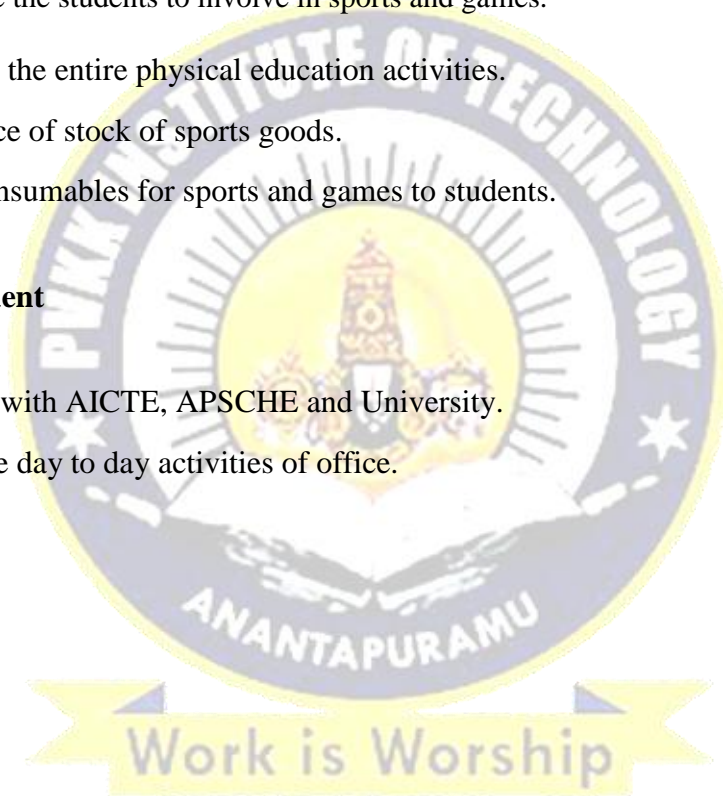 the students to involve in sports and games.
the entire physical education activities.
ce of stock of sports goods.
nsumables for sports and games to students.
ent
with AICTE, APSCHE and University.
e day to day activities of office.
PVKK INSTITUTE OF TECHNOLOGY
ANANTAPURAMU
Work is Worship